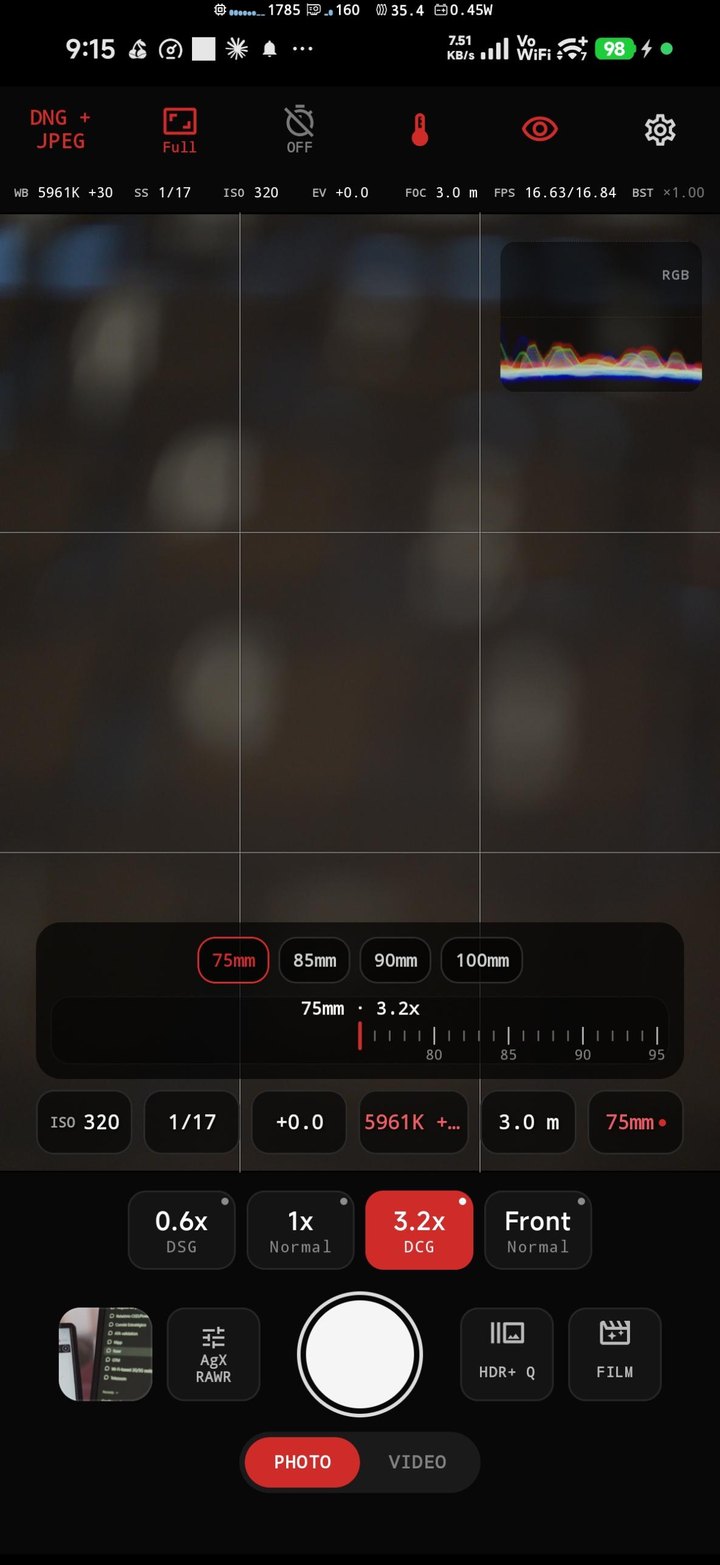 1785 160 35.4 0.45W
9:15 ... 7.51 KB/s Vo WiFi 7 98
DNG + JPEG
Full
OFF
WB 5961K +30 SS 1/17 ISO 320 EV +0.0 FOC 3.0 m FPS 16.63/16.84 BST ×1.00
RGB
75mm 85mm 90mm 100mm
75mm · 3.2x
80 85 90 95
ISO 320 1/17 +0.0 5961K +… 3.0 m 75mm
0.6x 1x 3.2x Front
DSG Normal DCG Normal
AgX RAWR
HDR+ Q
FILM
PHOTO VIDEO